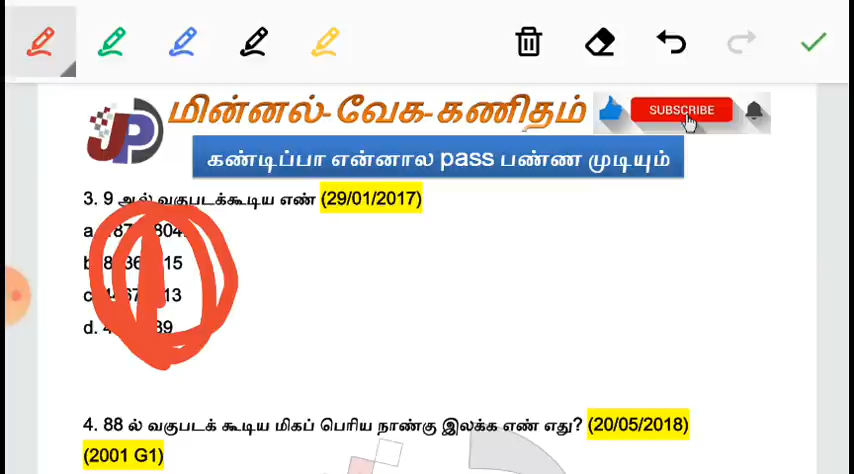 மின்னல்-வேக-கணிதம்
SUBSCRIBE
JP
கண்டிப்பா என்னால pass பண்ண முடியும்
3. 9 ஆல் வகுபடக்கூடிய எண் (29/01/2017)
a.
b.
c.
d.
4. 88 ல் வகுபடக் கூடிய மிகப் பெரிய நான்கு இலக்க எண் எது? (20/05/2018)
(2001 G1)